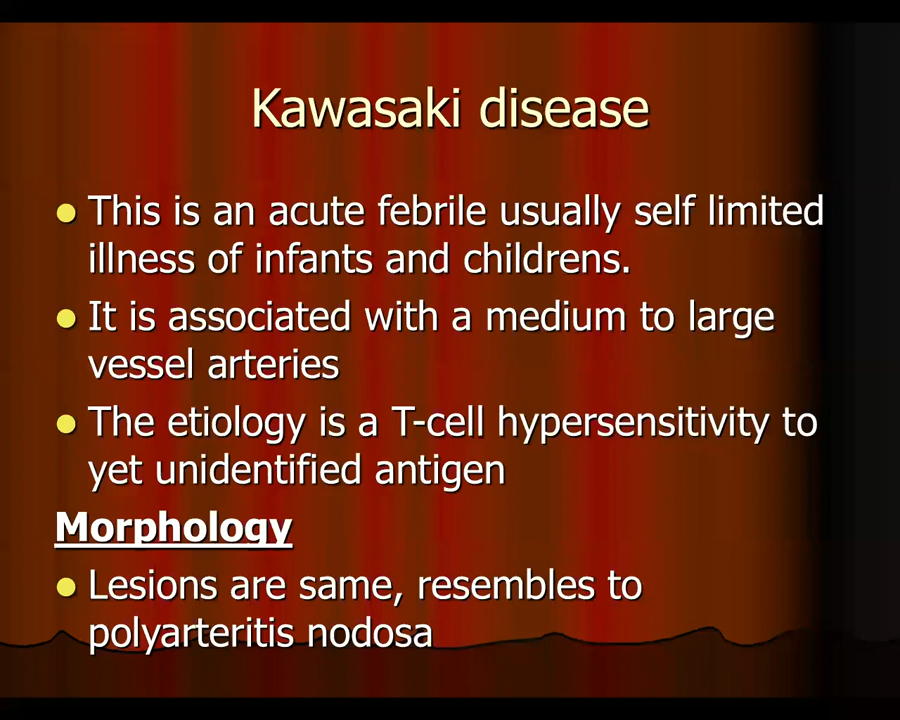 Kawasaki disease
This is an acute febrile usually self limited
illness of infants and childrens.
It is associated with a medium to large
vessel arteries
The etiology is a T-cell hypersensitivity to
yet unidentified antigen
Morphology
Lesions are same, resembles to
polyarteritis nodosa